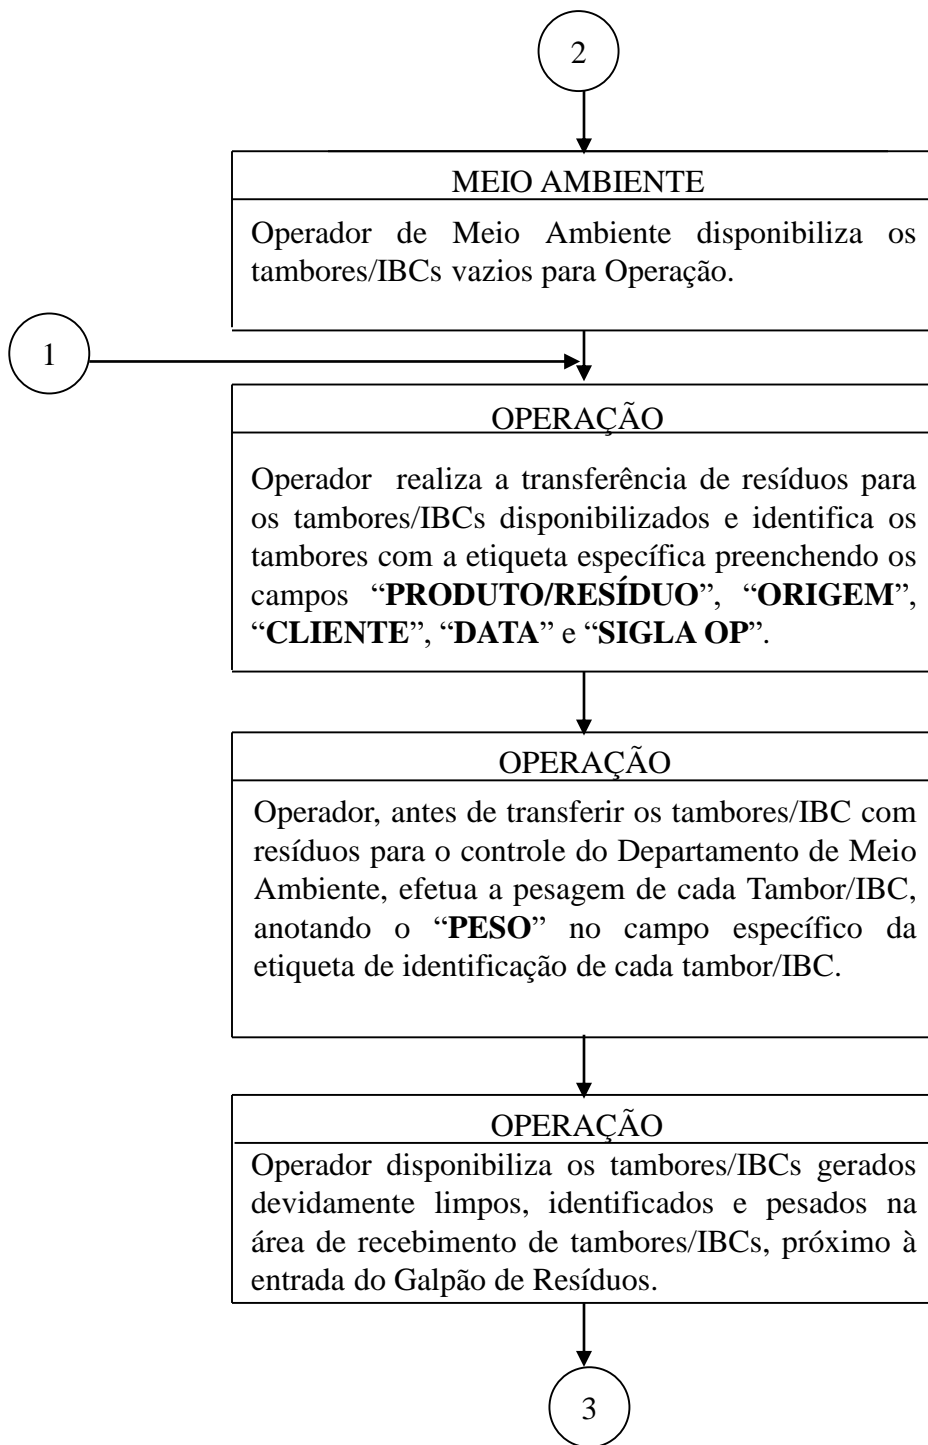 2
MEIO AMBIENTE
Operador de Meio Ambiente disponibiliza os
tambores/IBCs vazios para Operação.
1
OPERAÇÃO
Operador realiza a transferência de resíduos para
os tambores/IBCs disponibilizados e identifica os
tambores com a etiqueta específica preenchendo os
campos “PRODUTO/RESÍDUO”, “ORIGEM”,
“CLIENTE”, “DATA” e “SIGLA OP”.
OPERAÇÃO
Operador, antes de transferir os tambores/IBC com
resíduos para o controle do Departamento de Meio
Ambiente, efetua a pesagem de cada Tambor/IBC,
anotando o “PESO” no campo específico da
etiqueta de identificação de cada tambor/IBC.
OPERAÇÃO
Operador disponibiliza os tambores/IBCs gerados
devidamente limpos, identificados e pesados na
área de recebimento de tambores/IBCs, próximo à
entrada do Galpão de Resíduos.
3